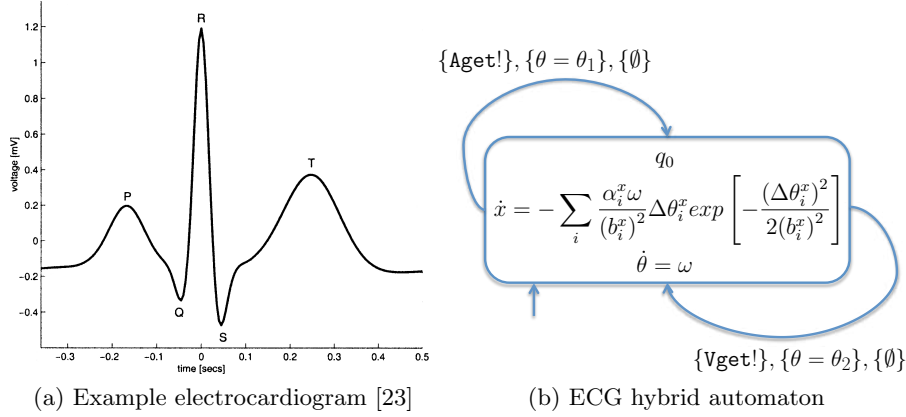 R
P
T
Q
S
1.2
1
0.8
0.6
0.4
0.2
0
−0.2
−0.4
voltage [mV]
−0.3 −0.2 −0.1 0 0.1 0.2 0.3 0.4 0.5
time [secs]
(a) Example electrocardiogram [23]
{Aget!}, {θ = θ₁}, {∅}
q₀
ẋ = − ∑ᵢ (αᵢˣω / (bᵢˣ)²) Δθᵢˣ exp [ − (Δθᵢˣ)² / 2(bᵢˣ)² ]
θ̇ = ω
{Vget!}, {θ = θ₂}, {∅}
(b) ECG hybrid automaton